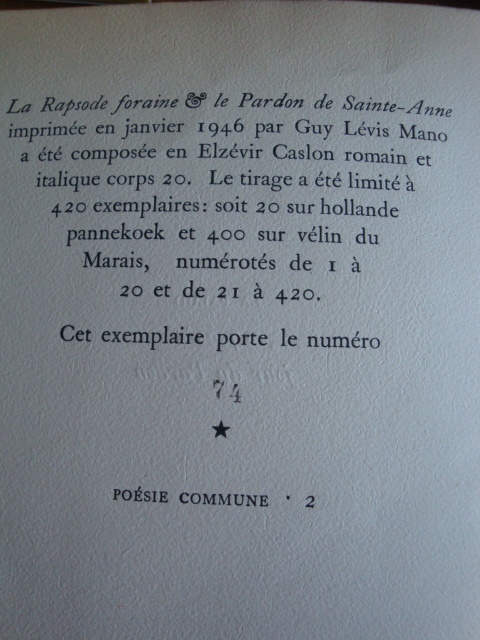 La Rapsode foraine & le Pardon de Sainte-Anne
imprimée en janvier 1946 par Guy Lévis Mano
a été composée en Elzévir Caslon romain et
italique corps 20. Le tirage a été limité à
420 exemplaires: soit 20 sur hollande
pannekoek et 400 sur vélin du
Marais, numérotés de 1 à
20 et de 21 à 420.
Cet exemplaire porte le numéro
74
★
POÉSIE COMMUNE · 2